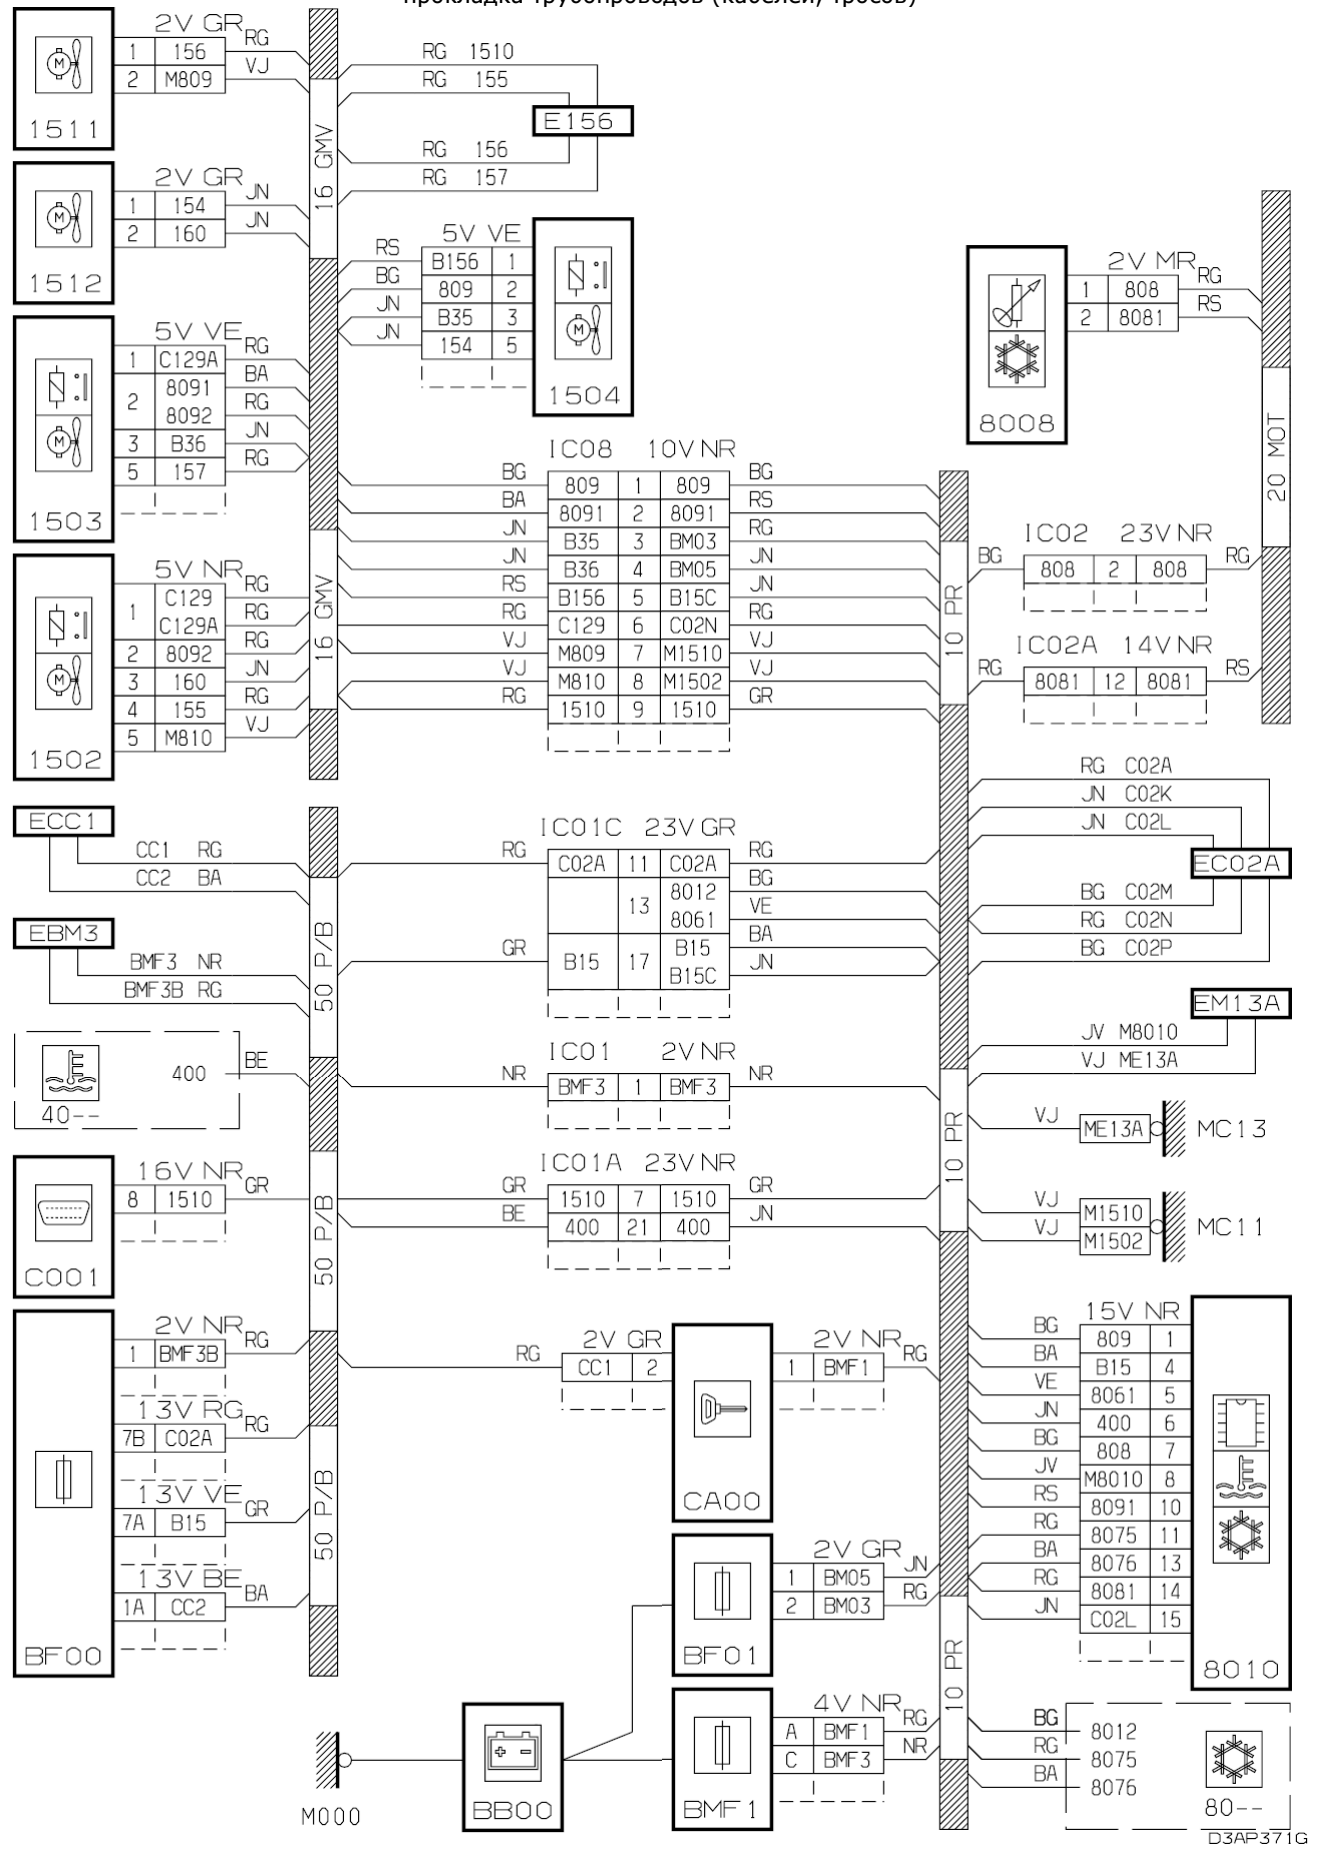 прокладка трубопроводов (кабелей, тросов)
2V GR
1 156 RG
2 M809 VJ
1511
2V GR
1 154 JN
2 160 JN
1512
5V VE
1 C129A RG
2 8091 BA
8092 RG
3 B36 JN
5 157 RG
1503
5V NR
1 C129 RG
C129A RG
2 8092 RG
3 160 JN
4 155 RG
5 M810 VJ
1502
16 GMV
16 GMV
RG 1510
RG 155
E156
RG 156
RG 157
5V VE
RS B156 1
BG 809 2
JN B35 3
JN 154 5
1504
2V MR
1 808 RG
2 8081 RS
8008
20 MOT
IC08 10V NR
BG 809 1 809 BG
BA 8091 2 8091 RS
JN B35 3 BM03 RG
JN B36 4 BM05 JN
RS B156 5 B15C JN
RG C129 6 C02N RG
VJ M809 7 M1510 VJ
VJ M810 8 M1502 VJ
RG 1510 9 1510 GR
10 PR
IC02 23V NR
BG 808 2 808 RG
IC02A 14V NR
RG 8081 12 8081 RS
ECC1
CC1 RG
CC2 BA
EBM3
BMF3 NR
BMF3B RG
400 BE
40--
16V NR
8 1510 GR
C001
2V NR
1 BMF3B RG
13V RG
7B C02A RG
13V VE
7A B15 GR
13V BE
1A CC2 BA
BF00
50 P/B
50 P/B
50 P/B
IC01C 23V GR
RG C02A 11 C02A RG
13 8012 BG
8061 VE
GR B15 17 B15 BA
B15C JN
IC01 2V NR
NR BMF3 1 BMF3 NR
IC01A 23V NR
GR 1510 7 1510 GR
BE 400 21 400 JN
2V GR
RG CC1 2
2V NR
1 BMF1 RG
CA00
2V GR
1 BM05 JN
2 BM03 RG
BF01
4V NR
A BMF1 RG
C BMF3 NR
BMF1
BB00
M000
10 PR
10 PR
RG C02A
JN C02K
JN C02L
EC02A
BG C02M
RG C02N
BG C02P
EM13A
JV M8010
VJ ME13A
VJ ME13A MC13
VJ M1510
VJ M1502
MC11
15V NR
BG 809 1
BA B15 4
VE 8061 5
JN 400 6
BG 808 7
JV M8010 8
RS 8091 10
RG 8075 11
BA 8076 13
RG 8081 14
JN C02L 15
8010
BG 8012
RG 8075
BA 8076
80--
D3AP371G